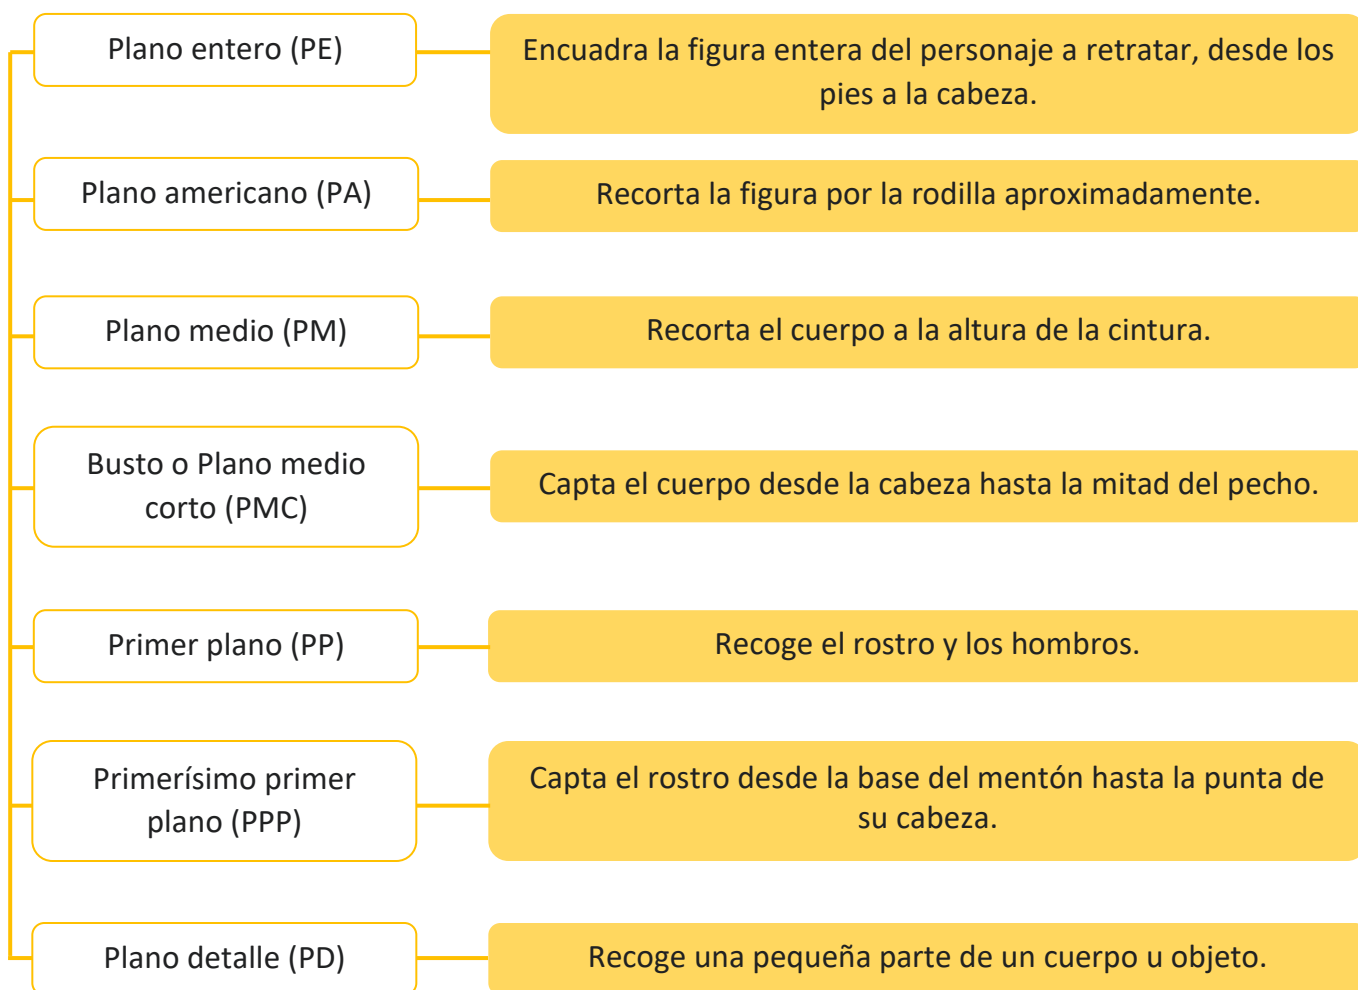 Plano entero (PE)
Encuadra la figura entera del personaje a retratar, desde los
pies a la cabeza.
Plano americano (PA)
Recorta la figura por la rodilla aproximadamente.
Plano medio (PM)
Recorta el cuerpo a la altura de la cintura.
Busto o Plano medio
corto (PMC)
Capta el cuerpo desde la cabeza hasta la mitad del pecho.
Primer plano (PP)
Recoge el rostro y los hombros.
Primerísimo primer
plano (PPP)
Capta el rostro desde la base del mentón hasta la punta de
su cabeza.
Plano detalle (PD)
Recoge una pequeña parte de un cuerpo u objeto.